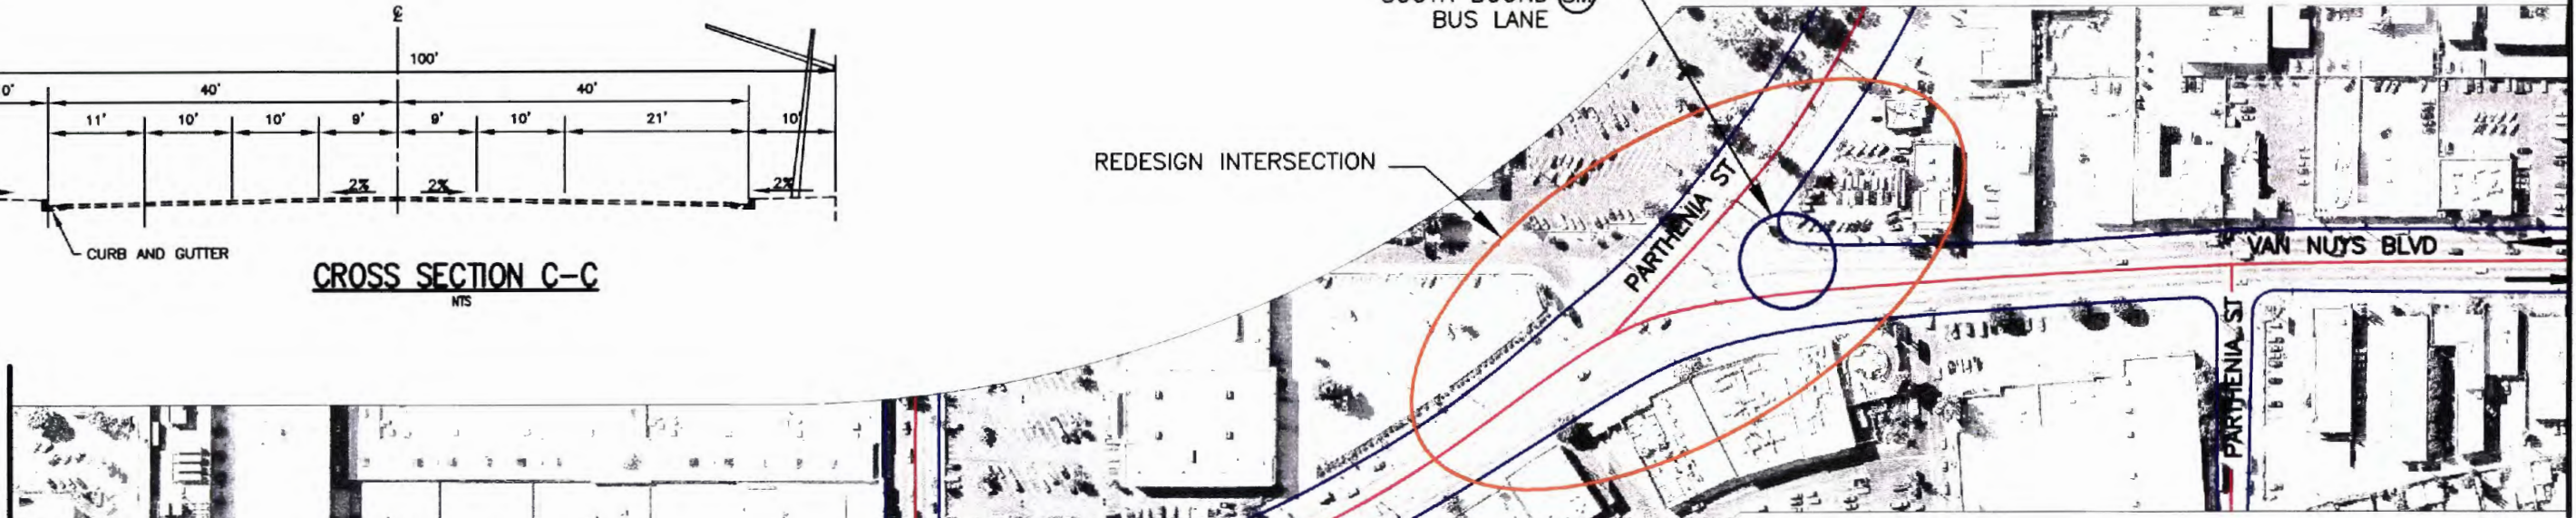 ℄
100'
0'
40'
40'
11'
10'
10'
9'
9'
10'
21'
10'
2%
2%
2%
CURB AND GUTTER
CROSS SECTION C-C
NTS
BUS LANE
REDESIGN INTERSECTION
PARTHENIA ST
VAN NUYS BLVD
PARTHENIA ST